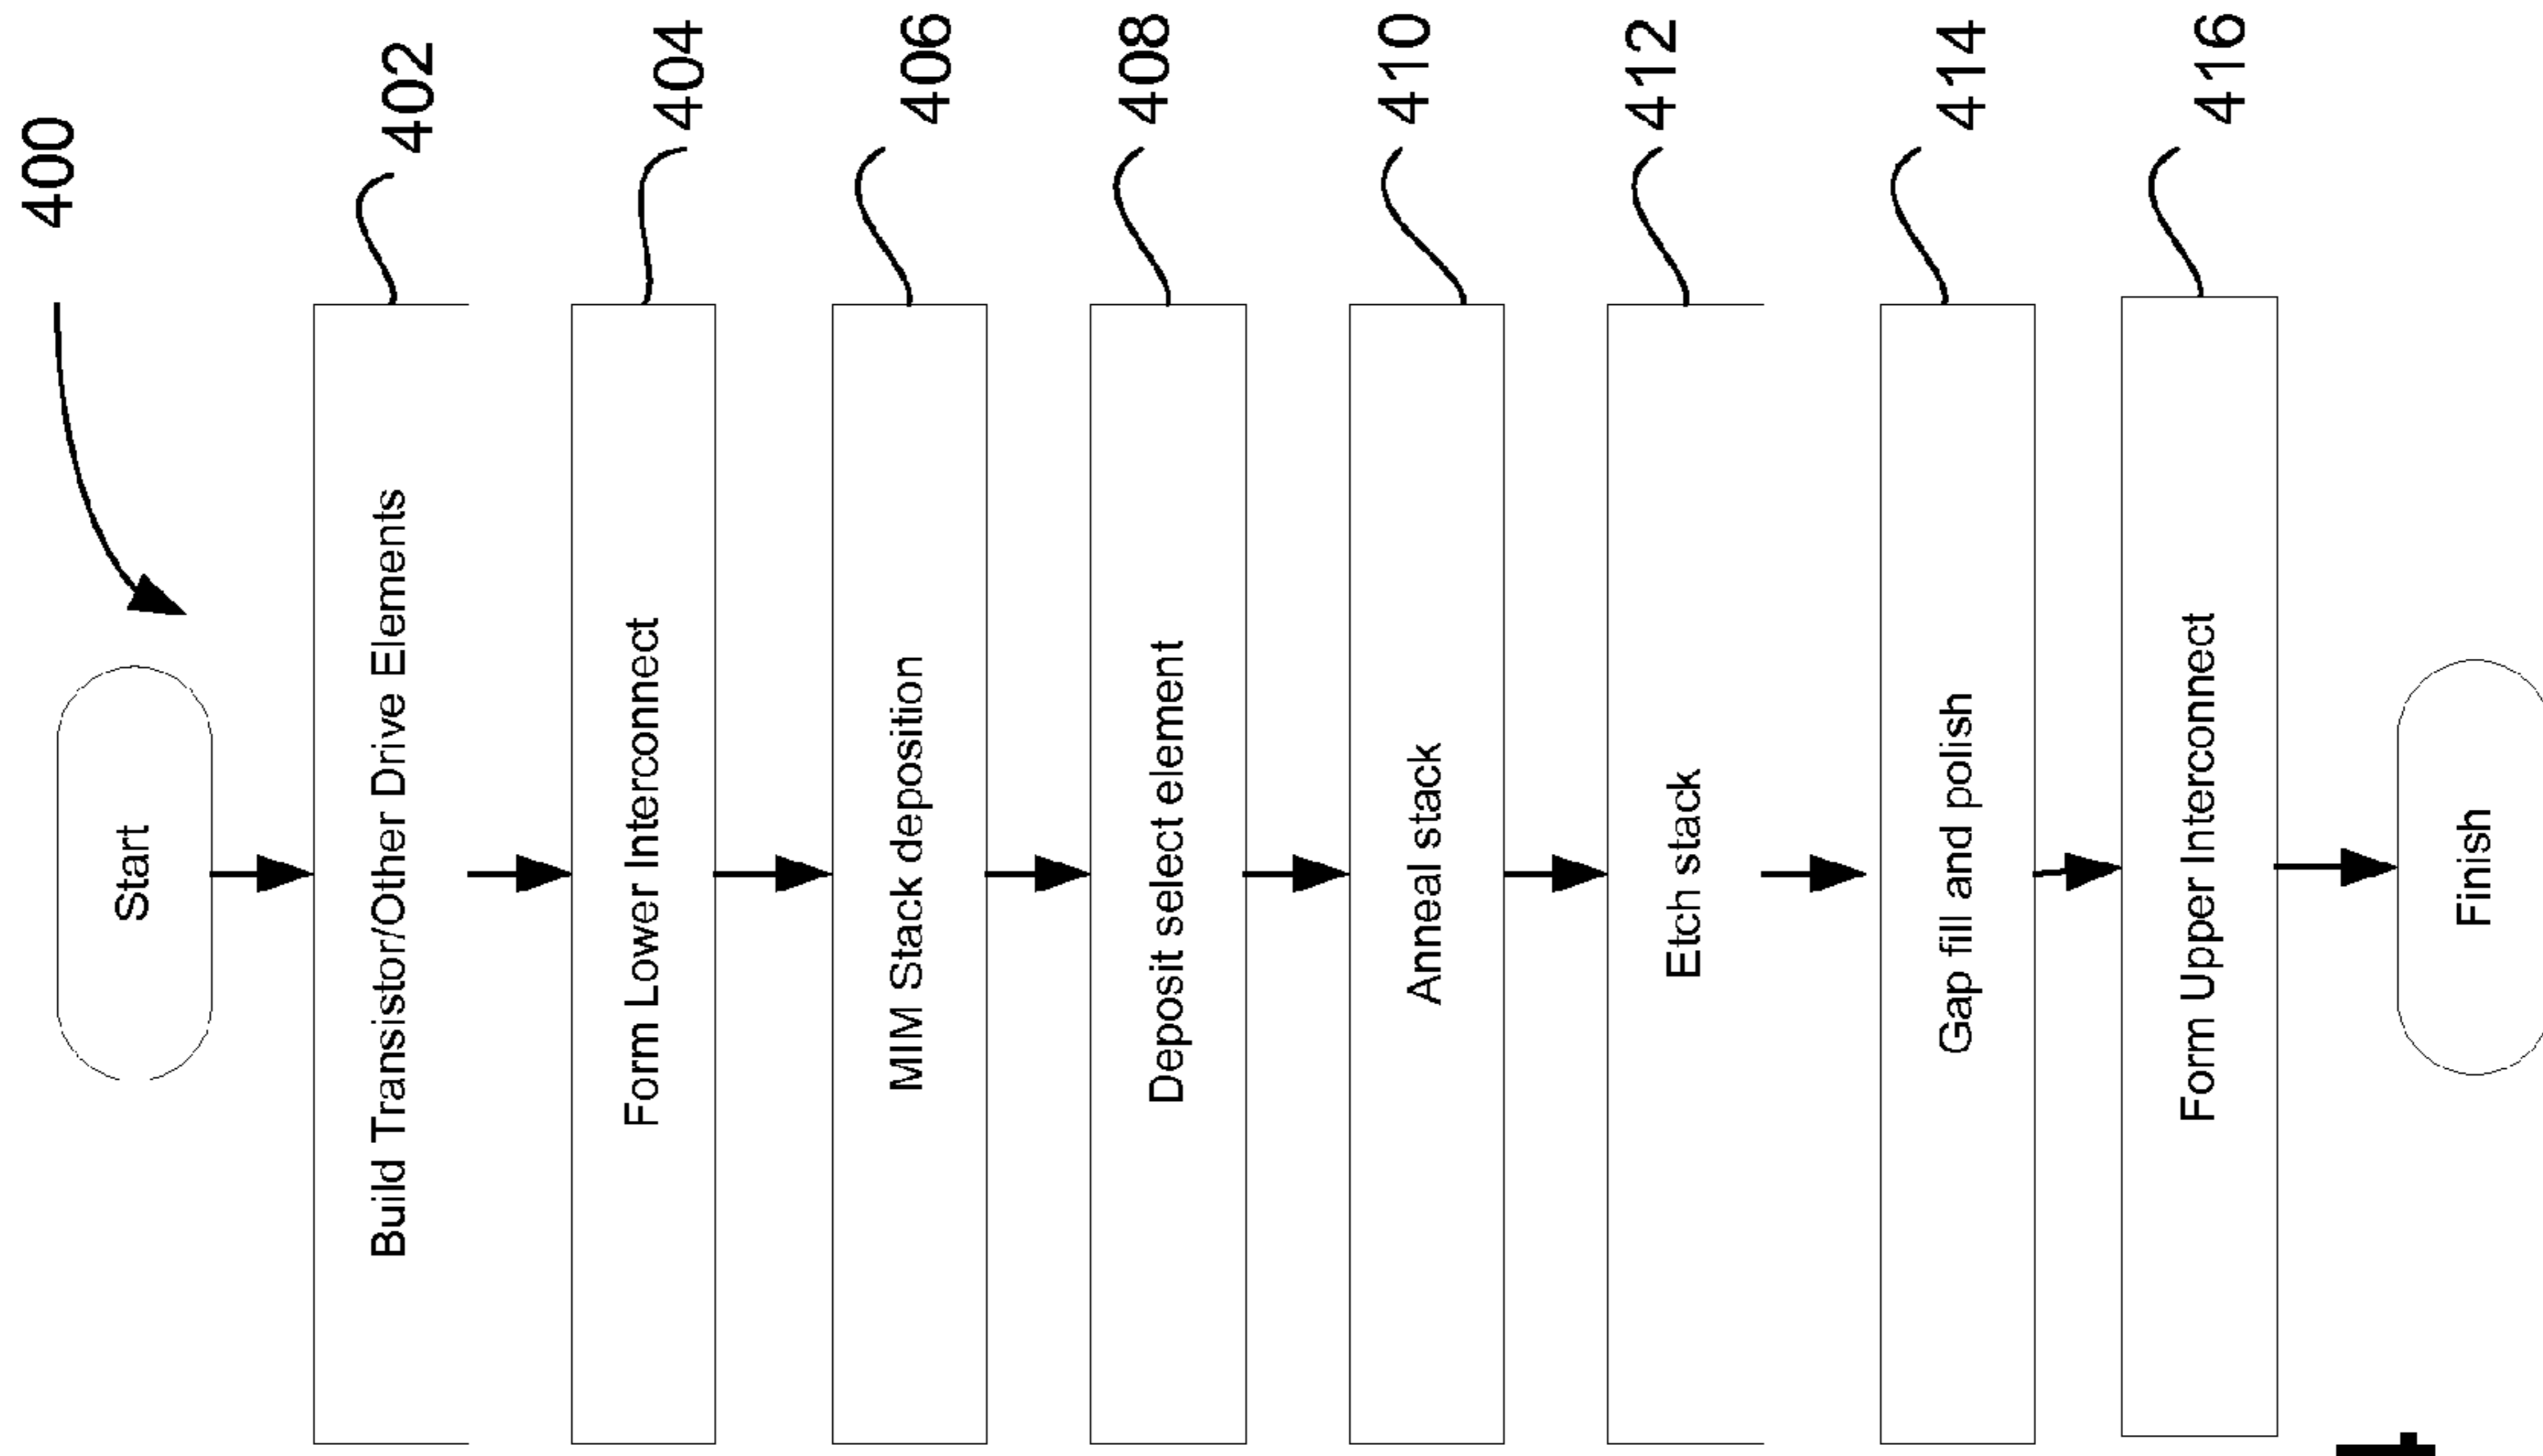 400
Start
Build Transistor/Other Drive Elements
402
Form Lower Interconnect
404
MIM Stack deposition
406
Deposit select element
408
Anneal stack
410
Etch stack
412
Gap fill and polish
414
Form Upper Interconnect
416
Finish